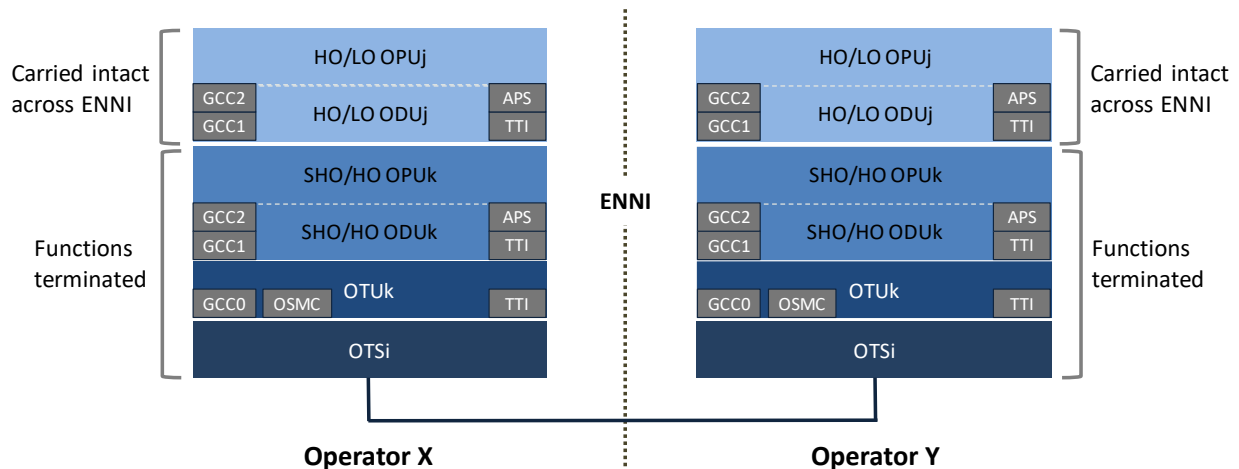 Carried intact
across ENNI
HO/LO OPUj
GCC2
APS
HO/LO ODUj
GCC1
TTI
SHO/HO OPUk
GCC2
APS
SHO/HO ODUk
GCC1
TTI
Functions
terminated
OTUk
GCC0
OSMC
TTI
OTSi
Operator X
ENNI
HO/LO OPUj
GCC2
APS
HO/LO ODUj
GCC1
TTI
SHO/HO OPUk
GCC2
APS
SHO/HO ODUk
GCC1
TTI
OTUk
GCC0
OSMC
TTI
OTSi
Operator Y
Carried intact
across ENNI
Functions
terminated